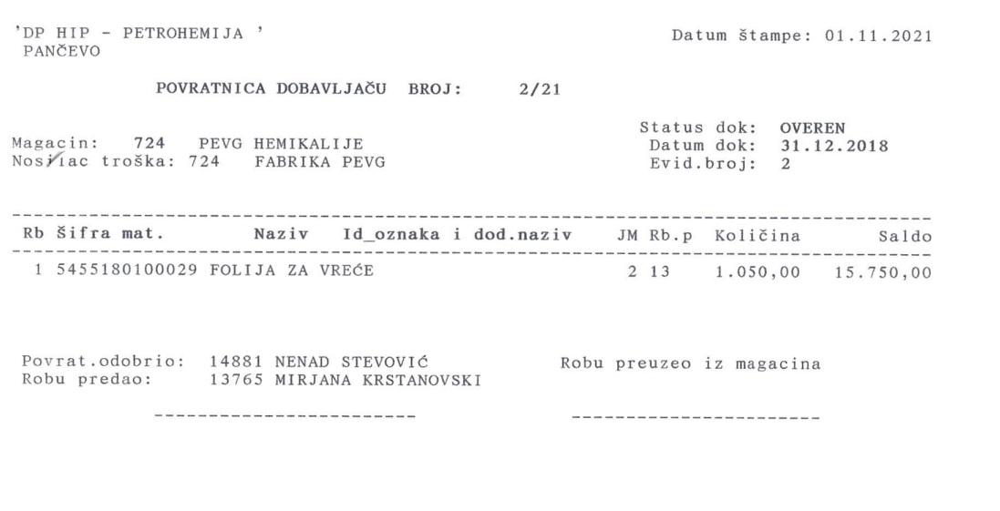 'DP HIP - PETROHEMIJA '
PANČEVO
Datum štampe: 01.11.2021
POVRATNICA DOBAVLJAČU BROJ: 2/21
Magacin: 724 PEVG HEMIKALIJE
Nosilac troška: 724 FABRIKA PEVG
Status dok: OVEREN
Datum dok: 31.12.2018
Evid.broj: 2
Rb Šifra mat. Naziv Id_oznaka i dod.naziv JM Rb.p Količina Saldo
1 5455180100029 FOLIJA ZA VREĆE 2 13 1.050,00 15.750,00
Povrat.odobrio: 14881 NENAD STEVOVIĆ
Robu predao: 13765 MIRJANA KRSTANOVSKI
Robu preuzeo iz magacina